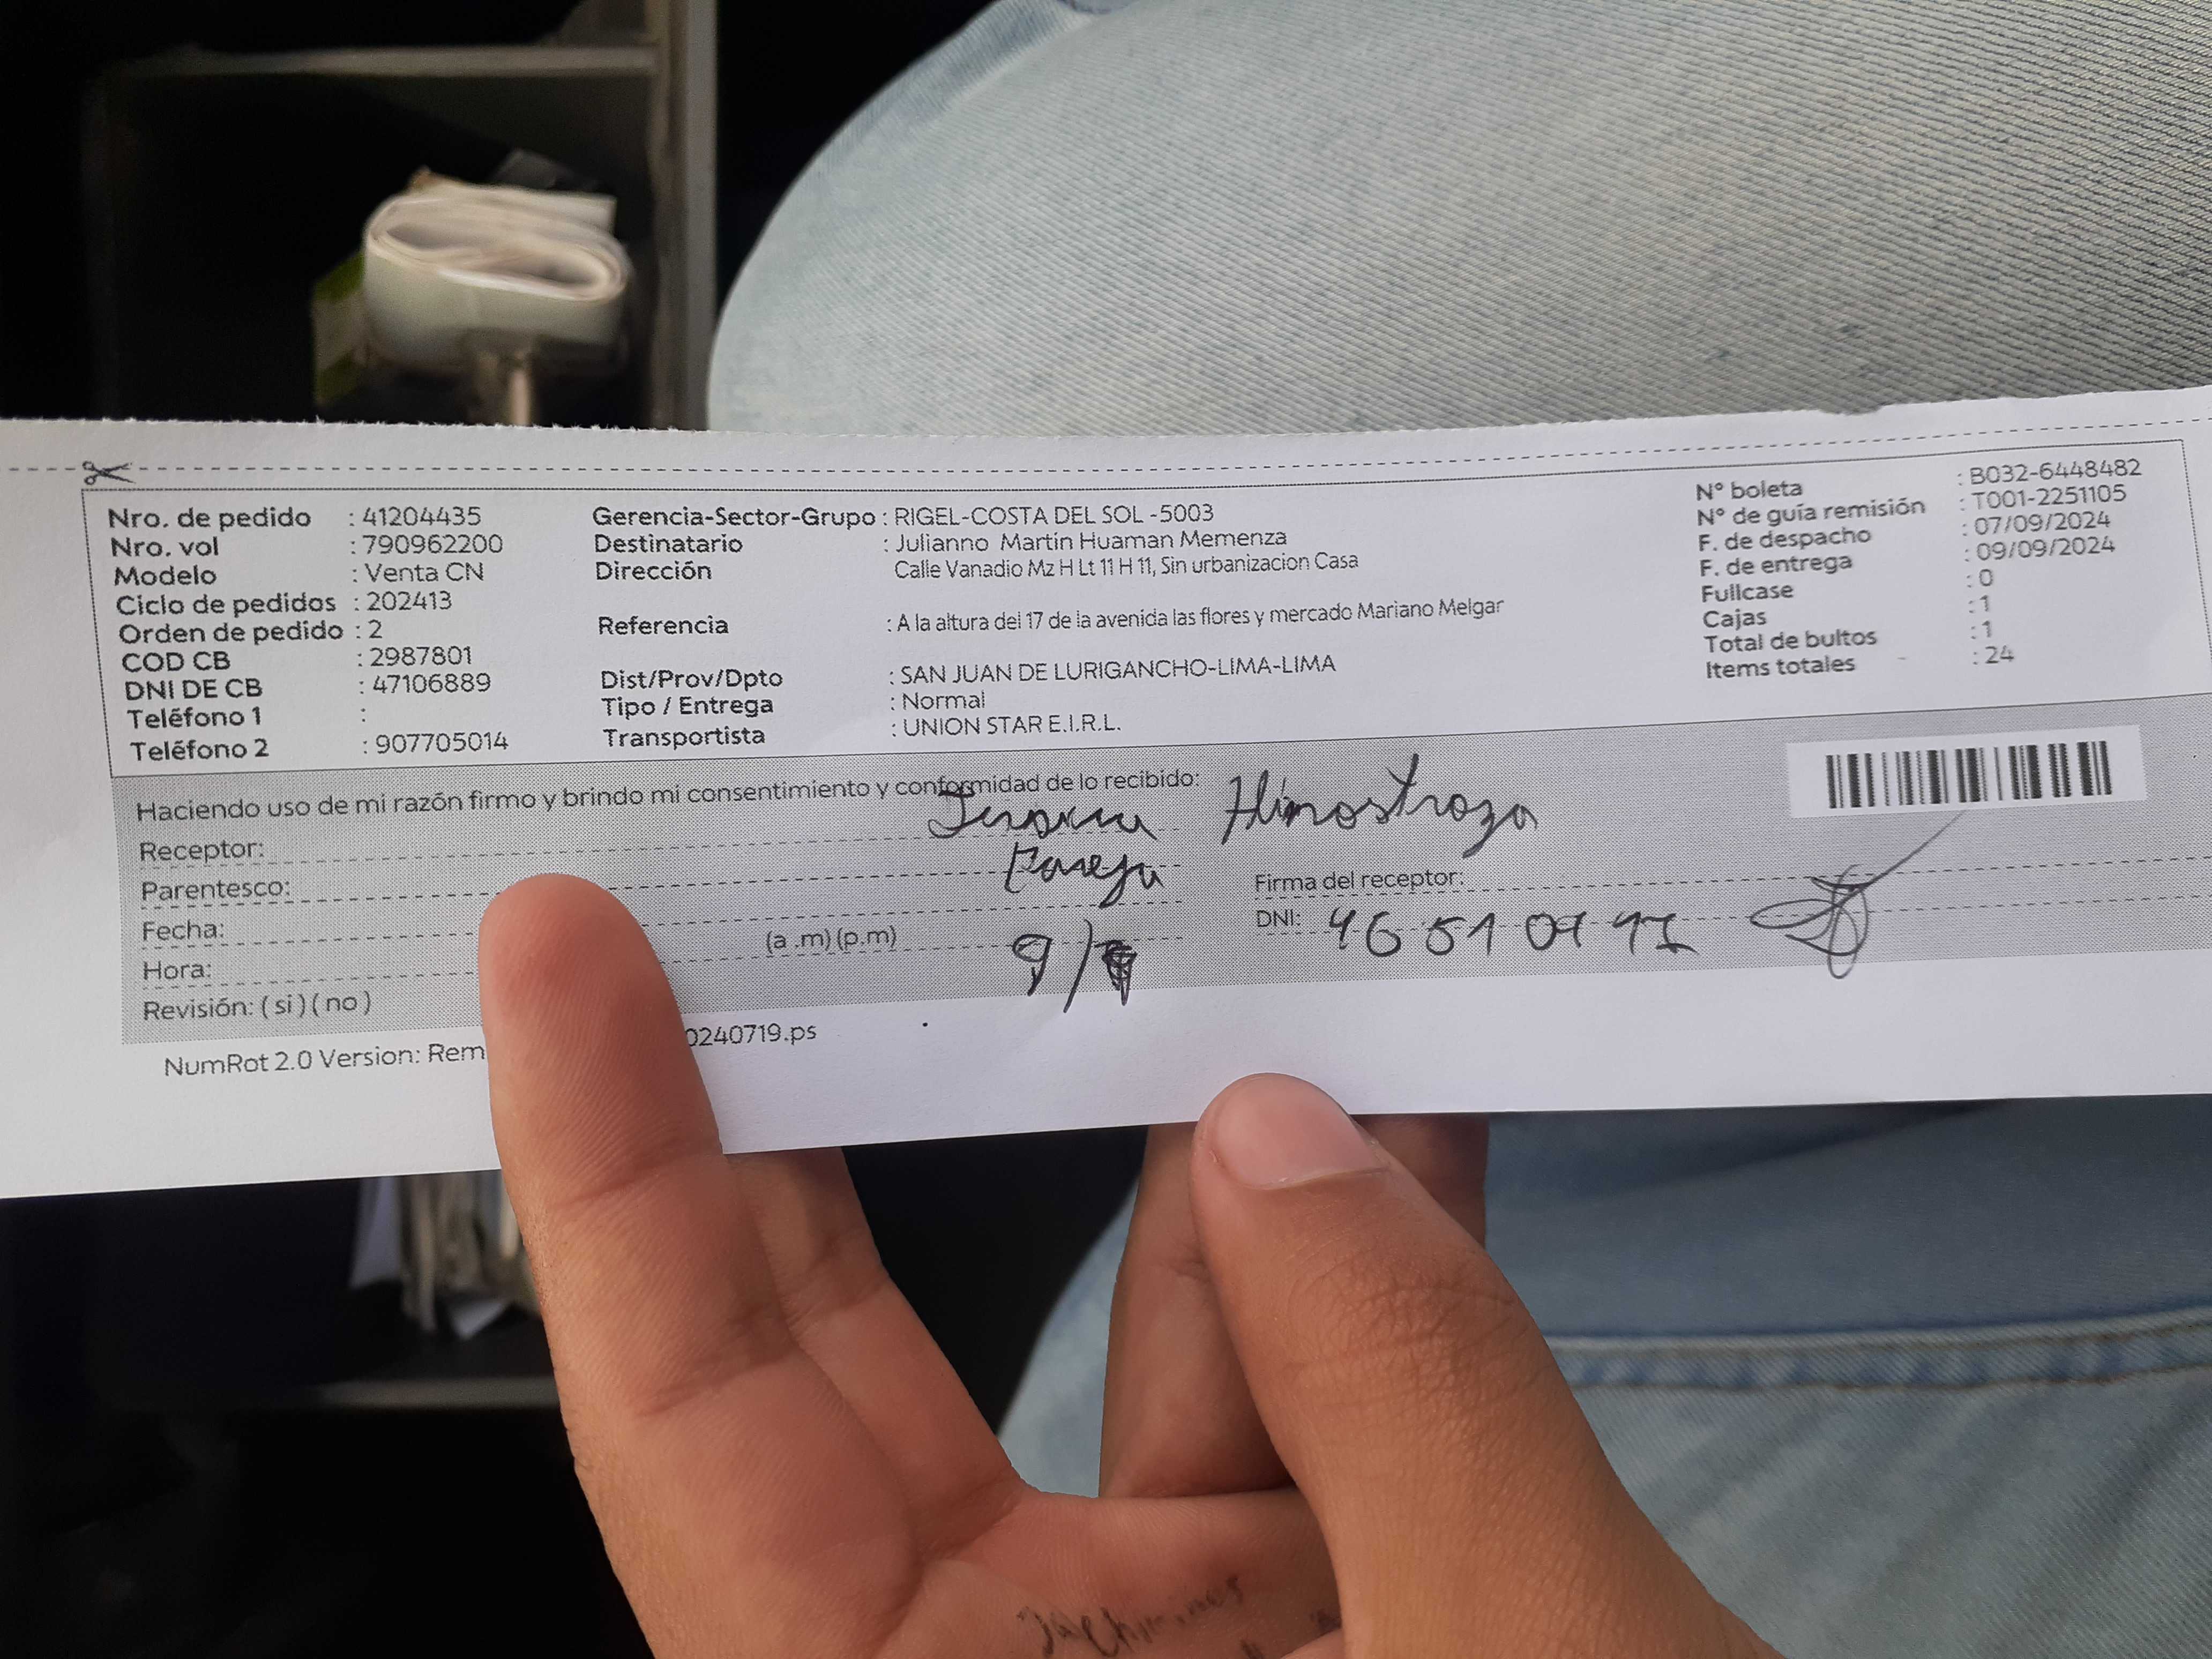 Nro. de pedido : 41204435
Nro. vol : 790962200
Modelo : Venta CN
Ciclo de pedidos : 202413
Orden de pedido : 2
COD CB : 2987801
DNI DE CB : 47106889
Teléfono 1 :
Teléfono 2 : 907705014
Gerencia-Sector-Grupo : RIGEL-COSTA DEL SOL -5003
Destinatario : Julianno Martin Huaman Memenza
Dirección Calle Vanadio Mz H Lt 11 H 11, Sin urbanizacion Casa
Referencia : A la altura del 17 de la avenida las flores y mercado Mariano Melgar
Dist/Prov/Dpto : SAN JUAN DE LURIGANCHO-LIMA-LIMA
Tipo / Entrega : Normal
Transportista : UNION STAR E.I.R.L.
N° boleta : B032-6448482
N° de guía remisión : T001-2251105
F. de despacho : 07/09/2024
F. de entrega : 09/09/2024
Fullcase : 0
Cajas : 1
Total de bultos : 1
Items totales : 24
Haciendo uso de mi razón firmo y brindo mi consentimiento y conformidad de lo recibido:
Receptor: Hinostroza
Parentesco: Pareja
Fecha: 9/
Hora: (a .m) (p.m)
Revisión: ( si ) ( no )
Firma del receptor:
DNI:
NumRot 2.0 Version: Rem 0240719.ps